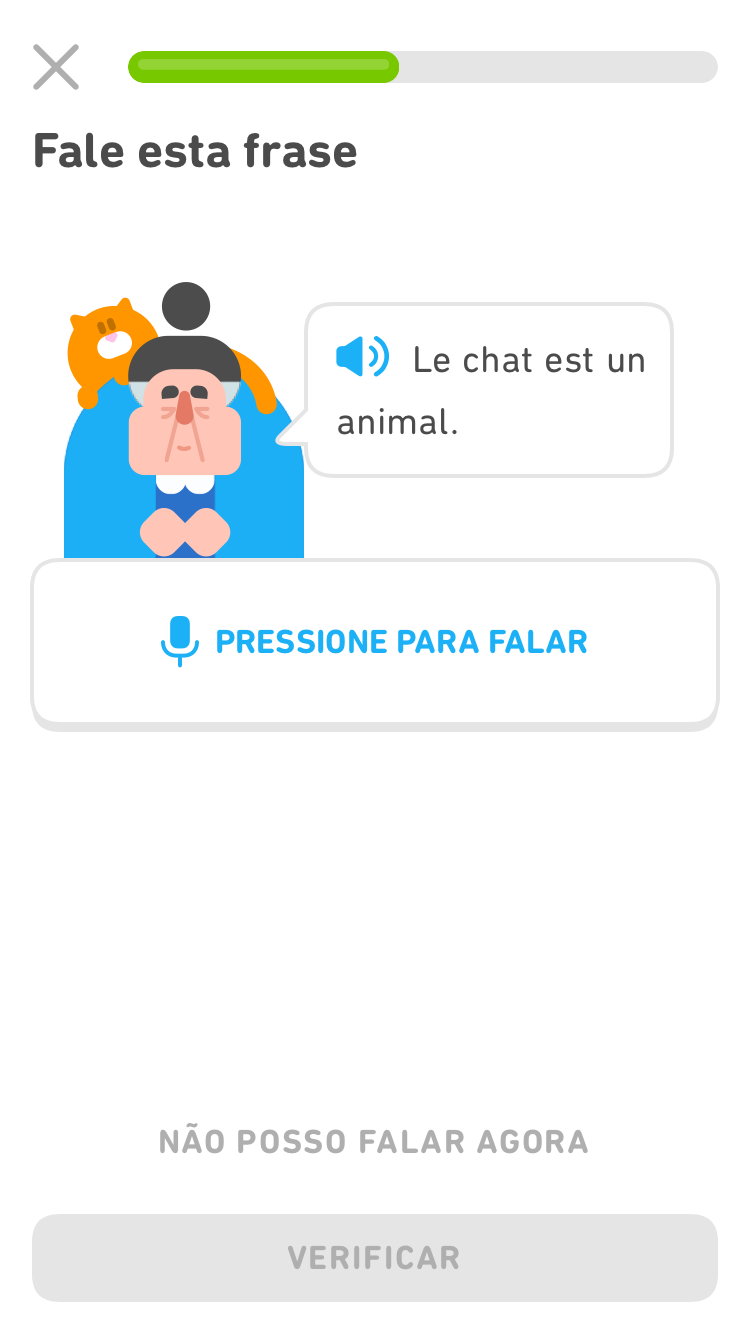 Fale esta frase
Le chat est un
animal.
PRESSIONE PARA FALAR
NÃO POSSO FALAR AGORA
VERIFICAR